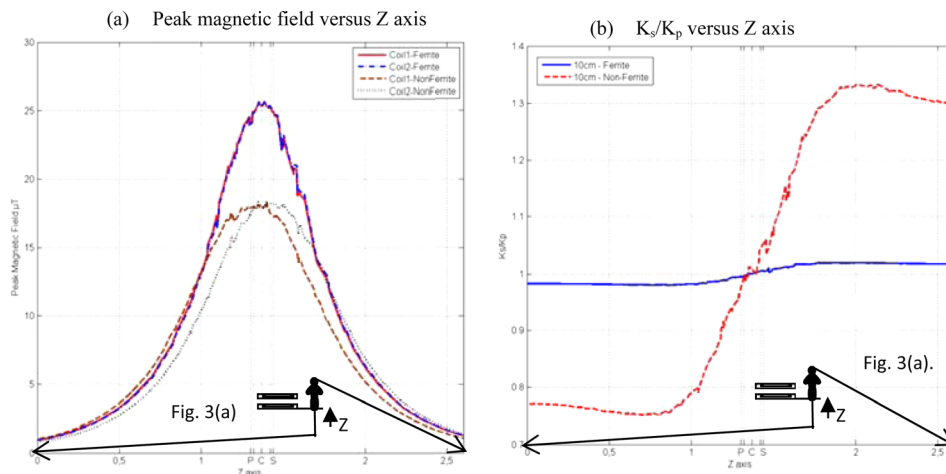 (a) Peak magnetic field versus Z axis
30
25
20
15
10
5
0
Peak Magnetic Field µT
Coil1-Ferrite
Coil2-Ferrite
Coil1-NonFerrite
Coil2-NonFerrite
Fig. 3(a)
Z
0 0,5 1 P C S 2 2,5
Z axis
(b) Ks/Kp versus Z axis
1.4
1.3
1.2
1.1
1
0.9
0.8
0.7
Ks/Kp
10cm - Ferrite
10cm - Non-Ferrite
Fig. 3(a).
Z
0 0,5 1 P C S 2 2,5
Z axis